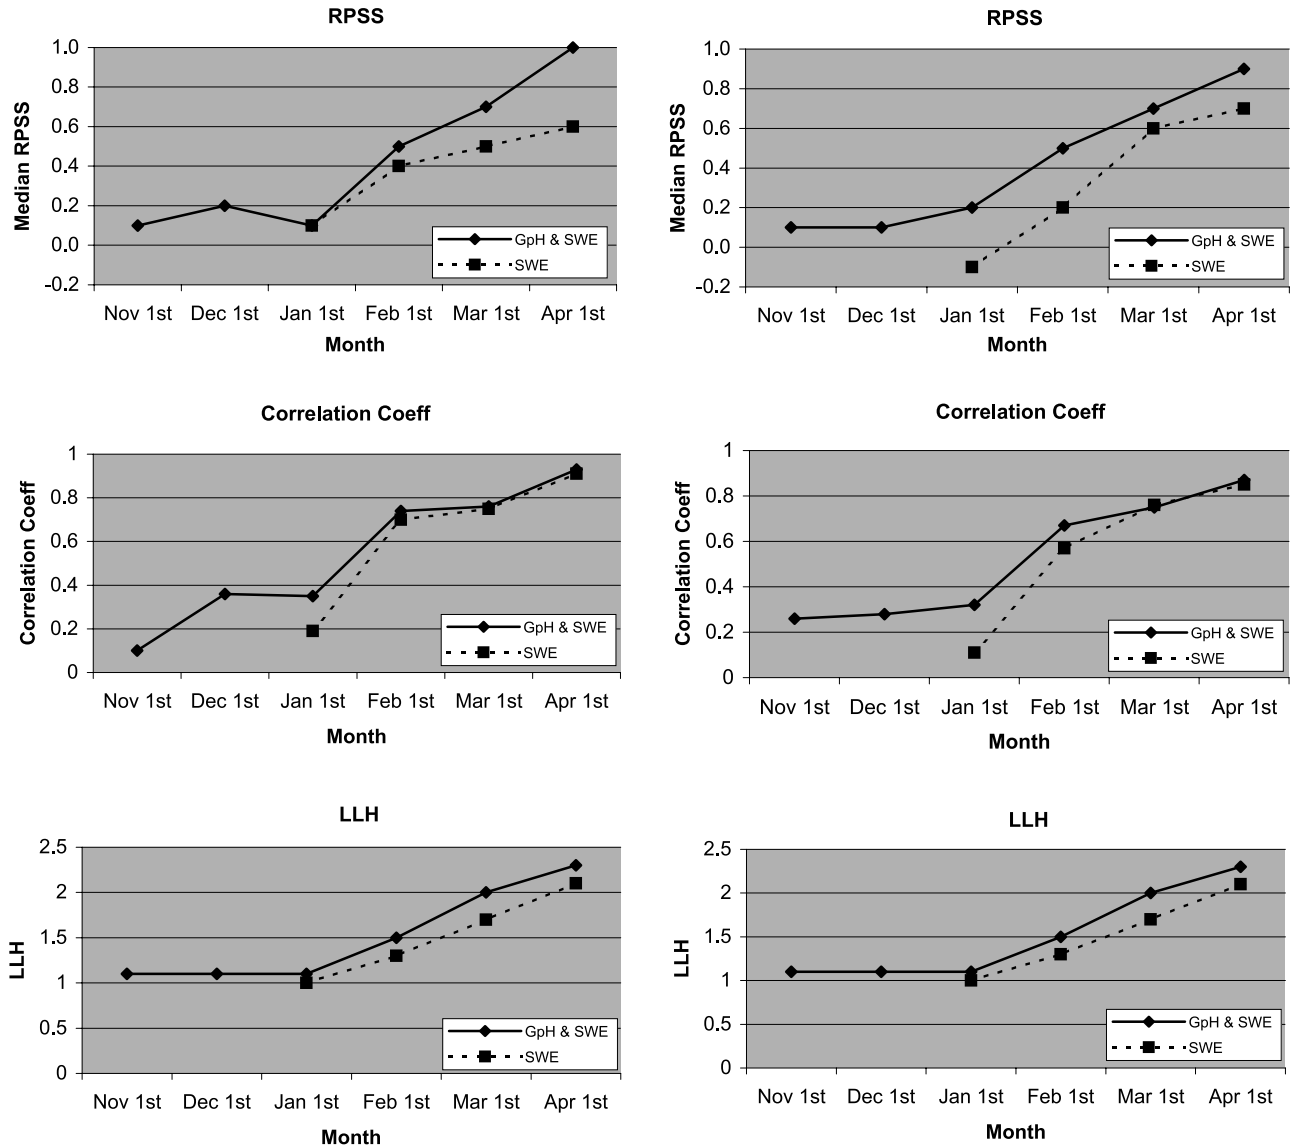 RPSS
1.0
0.8
0.6
0.4
0.2
0.0
-0.2
Median RPSS
GpH & SWE
SWE
Nov 1st Dec 1st Jan 1st Feb 1st Mar 1st Apr 1st
Month
RPSS
1.0
0.8
0.6
0.4
0.2
0.0
-0.2
Median RPSS
GpH & SWE
SWE
Nov 1st Dec 1st Jan 1st Feb 1st Mar 1st Apr 1st
Month
Correlation Coeff
1
0.8
0.6
0.4
0.2
0
Correlation Coeff
GpH & SWE
SWE
Nov 1st Dec 1st Jan 1st Feb 1st Mar 1st Apr 1st
Month
Correlation Coeff
1
0.8
0.6
0.4
0.2
0
Correlation Coeff
GpH & SWE
SWE
Nov 1st Dec 1st Jan 1st Feb 1st Mar 1st Apr 1st
Month
LLH
2.5
2
1.5
1
0.5
0
LLH
GpH & SWE
SWE
Nov 1st Dec 1st Jan 1st Feb 1st Mar 1st Apr 1st
Month
LLH
2.5
2
1.5
1
0.5
0
LLH
GpH & SWE
SWE
Nov 1st Dec 1st Jan 1st Feb 1st Mar 1st Apr 1st
Month